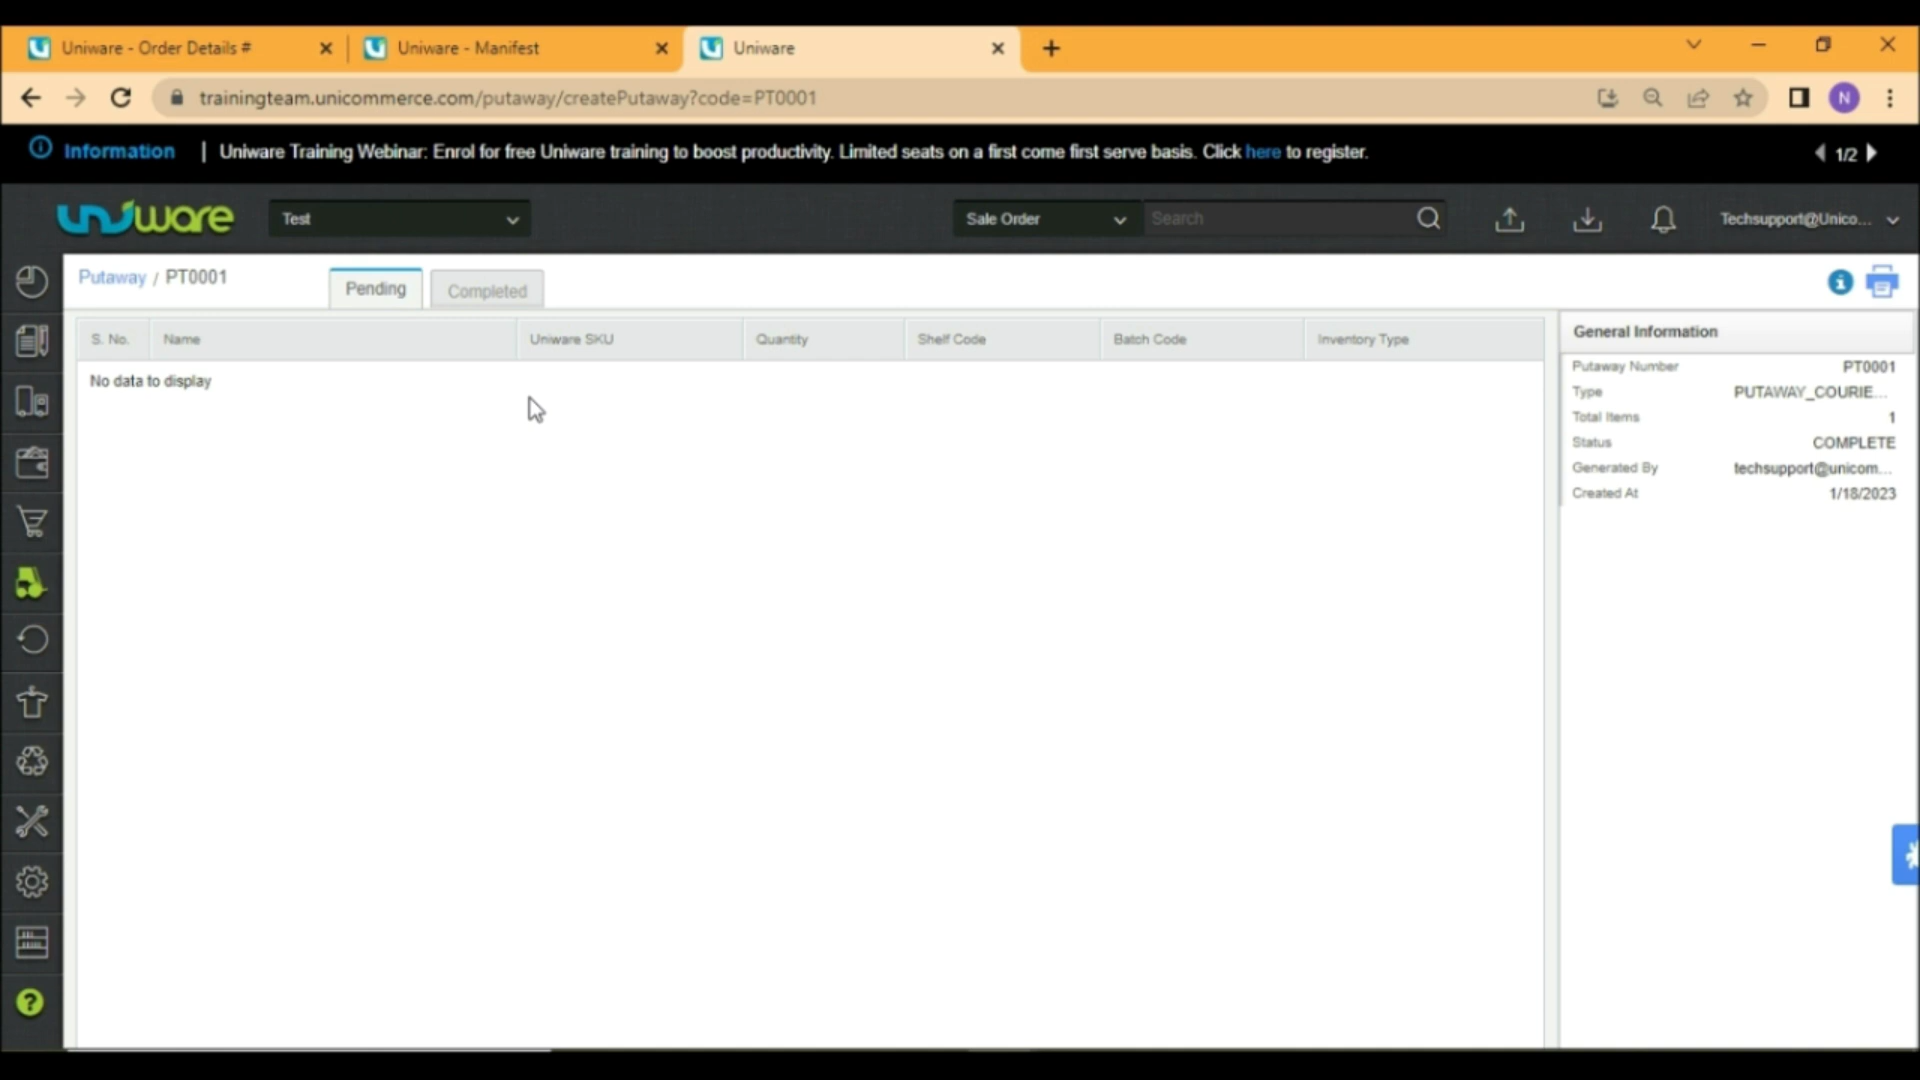 Uniware - Order Details #
Uniware - Manifest
Uniware
trainingteam.unicommerce.com/putaway/createPutaway?code=PT0001
N
Information | Uniware Training Webinar: Enrol for free Uniware training to boost productivity. Limited seats on a first come first serve basis. Click here to register.
1/2
uniware
Test
Sale Order
Search
Techsupport@Unico...
Putaway / PT0001
Pending
Completed
S. No. Name Uniware SKU Quantity Shelf Code Batch Code Inventory Type
No data to display
General Information
Putaway Number PT0001
Type PUTAWAY_COURIE...
Total Items 1
Status COMPLETE
Generated By techsupport@unicom...
Created At 1/18/2023